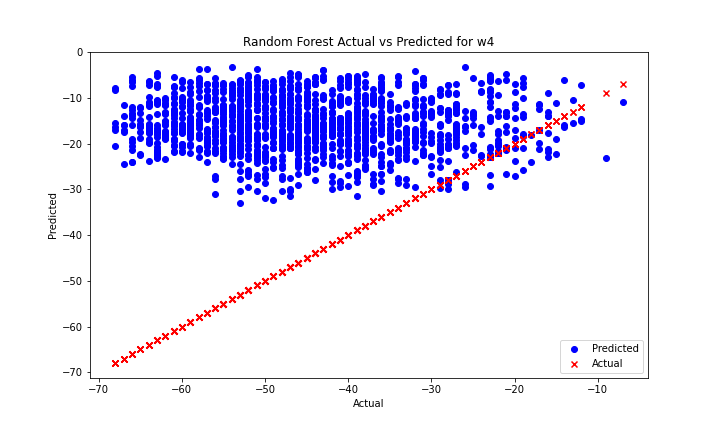 Random Forest Actual vs Predicted for w4
0
−10
−20
−30
−40
−50
−60
−70
Predicted
−70 −60 −50 −40 −30 −20 −10
Actual
Predicted
Actual